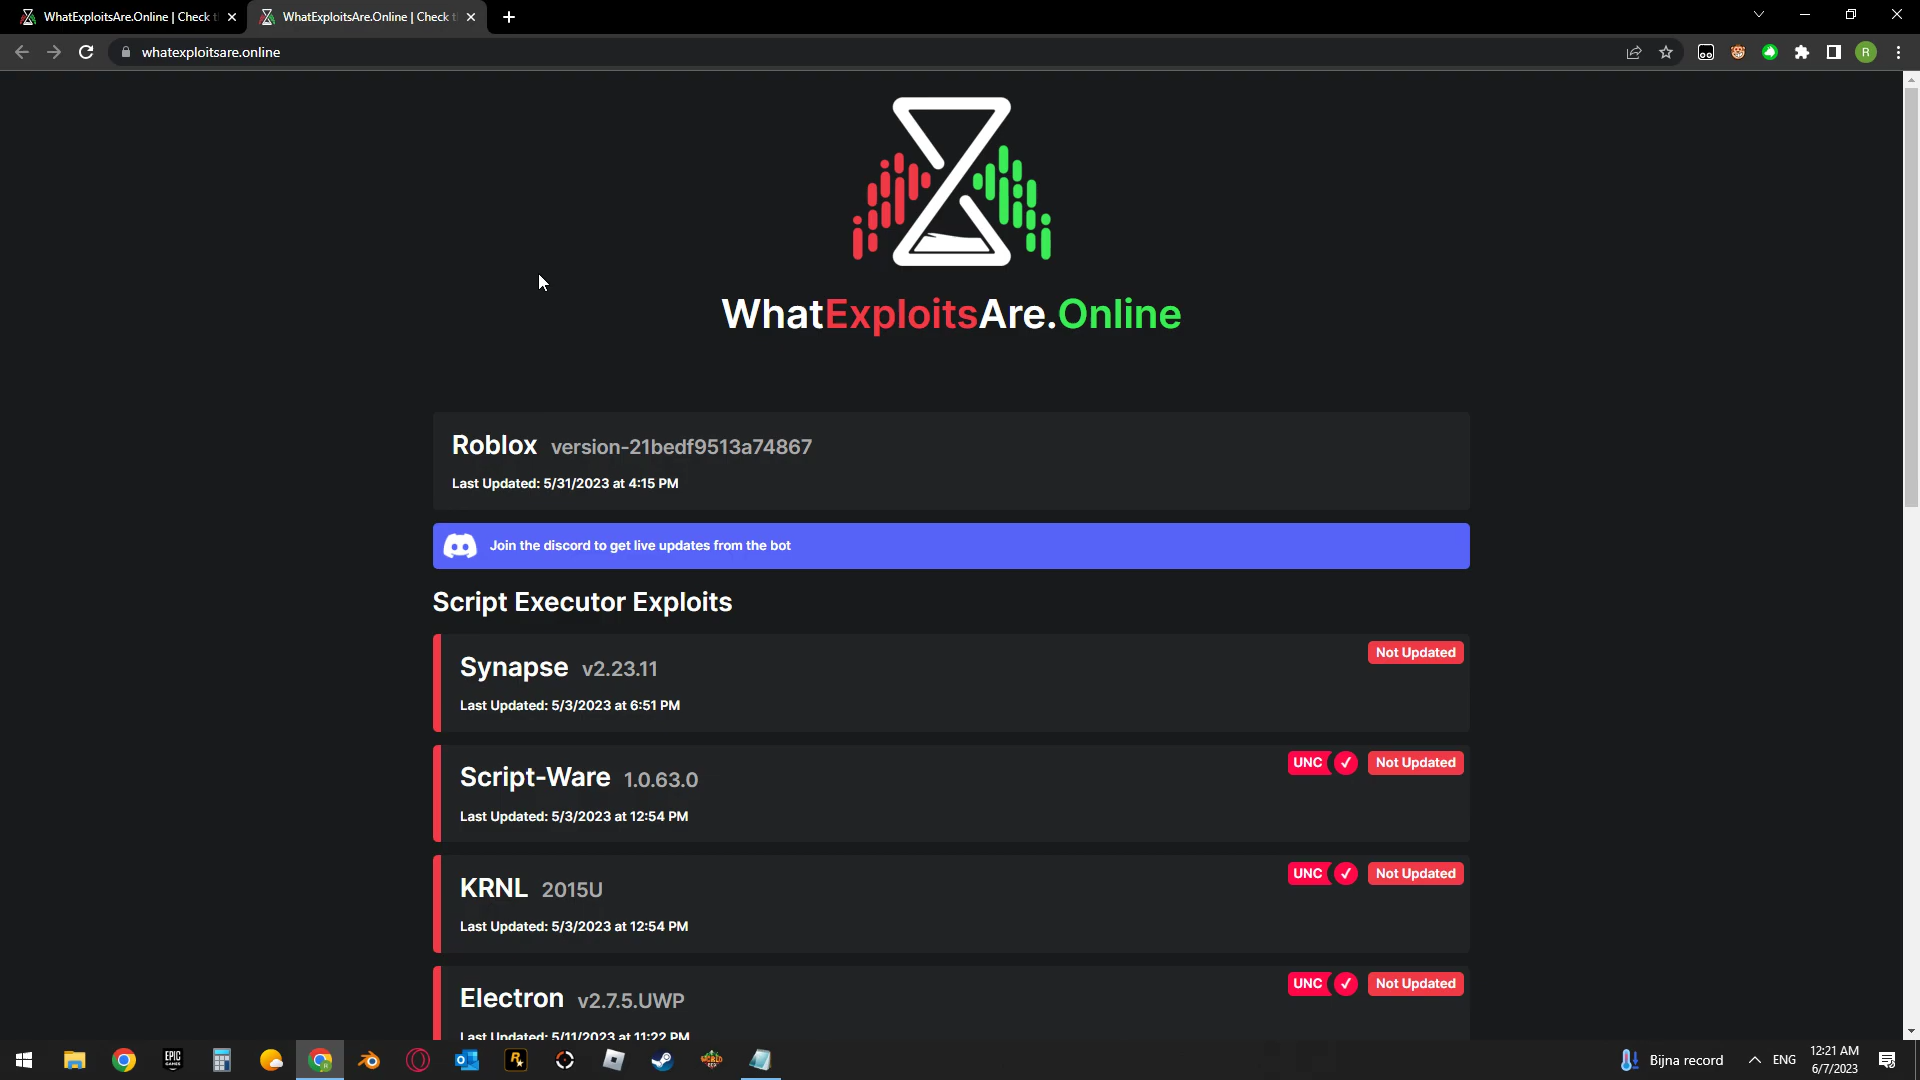 WhatExploitsAre.Online | Check t
WhatExploitsAre.Online | Check t
whatexploitsare.online
R
WhatExploitsAre.Online
Roblox version-21bedf9513a74867
Last Updated: 5/31/2023 at 4:15 PM
Join the discord to get live updates from the bot
Script Executor Exploits
Not Updated
Synapse v2.23.11
Last Updated: 5/3/2023 at 6:51 PM
UNC Not Updated
Script-Ware 1.0.63.0
Last Updated: 5/3/2023 at 12:54 PM
UNC Not Updated
KRNL 2015U
Last Updated: 5/3/2023 at 12:54 PM
UNC Not Updated
Electron v2.7.5.UWP
Last Updated: 5/11/2023 at 11:22 PM
EPIC
GAMES
Bijna record
ENG
12:21 AM
6/7/2023